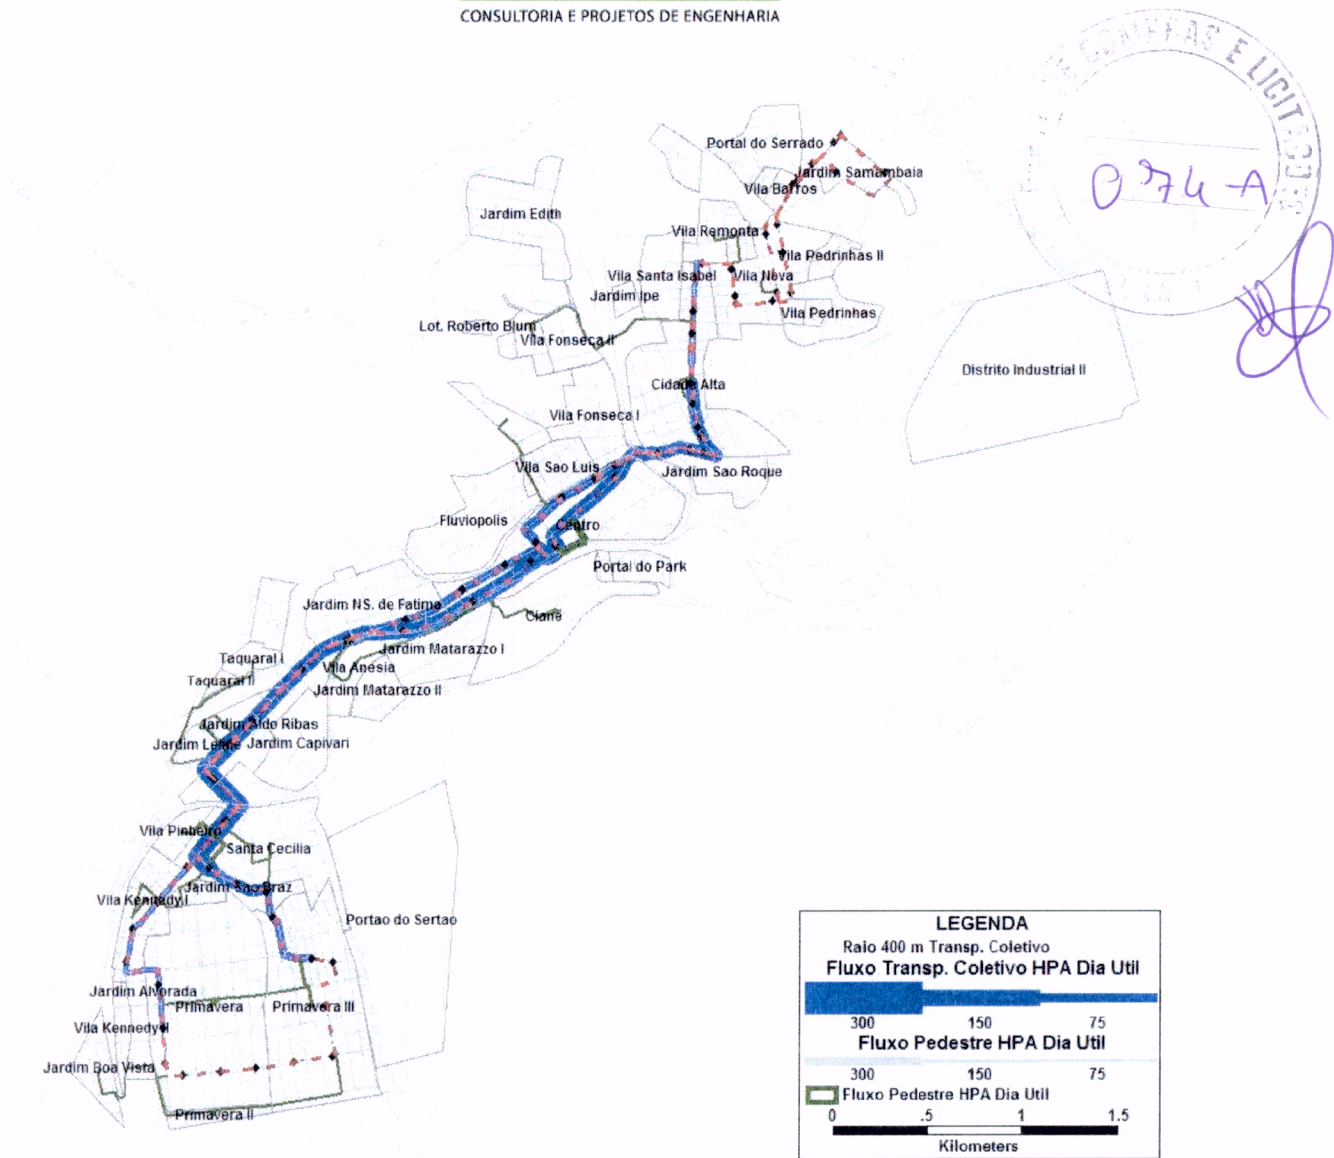 CONSULTORIA E PROJETOS DE ENGENHARIA
DE COMPRAS E LICITAÇÕES
074-A
Portal do Serrado
Jardim Samambaia
Vila Barros
Jardim Edith
Vila Remonta
Vila Pedrinhas II
Vila Santa Isabel
Vila Nova
Jardim Ipe
Vila Pedrinhas
Lot. Roberto Blum
Vila Fonseca II
Distrito Industrial II
Cidade Alta
Vila Fonseca I
Vila Sao Luis
Jardim Sao Roque
Fluviopolis
Centro
Portal do Park
Jardim NS. de Fatima
Ciane
Jardim Matarazzo I
Taquaral I
Vila Anesia
Taquaral II
Jardim Matarazzo II
Jardim Aldo Ribas
Jardim Capivari
Vila Pinheiro
Santa Cecilia
Jardim Sao Braz
Vila Kennedy I
Portao do Sertao
Jardim Alvorada
Primavera
Primavera III
Vila Kennedy II
Jardim Boa Vista
Primavera II
LEGENDA
Raio 400 m Transp. Coletivo
Fluxo Transp. Coletivo HPA Dia Util
300 150 75
Fluxo Pedestre HPA Dia Util
300 150 75
Fluxo Pedestre HPA Dia Util
0 .5 1 1.5
Kilometers